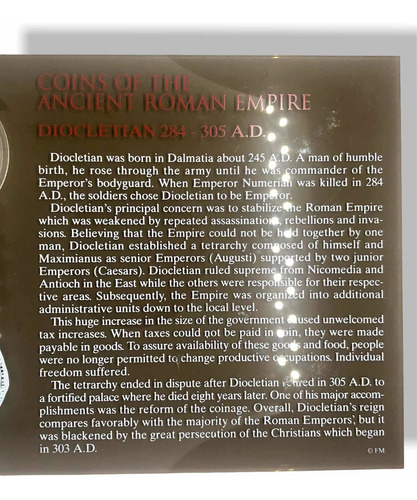 COINS OF THE
ANCIENT ROMAN EMPIRE
DIOCLETIAN 284 - 305 A.D.
Diocletian was born in Dalmatia about 245 A.D. A man of humble
birth, he rose through the army until he was commander of the
Emperor's bodyguard. When Emperor Numerian was killed in 284
A.D., the soldiers chose Diocletian to be Emperor.
Diocletian's principal concern was to stabilize the Roman Empire
which was weakened by repeated assassinations, rebellions and inva-
sions. Believing that the Empire could not be held together by one
man, Diocletian established a tetrarchy composed of himself and
Maximianus as senior Emperors (Augusti) supported by two junior
Emperors (Caesars). Diocletian ruled supreme from Nicomedia and
Antioch in the East while the others were responsible for their respec-
tive areas. Subsequently, the Empire was organized into additional
administrative units down to the local level.
This huge increase in the size of the government caused unwelcomed
tax increases. When taxes could not be paid in coin, they were made
payable in goods. To assure availability of these goods and food, people
were no longer permitted to change productive occupations. Individual
freedom suffered.
The tetrarchy ended in dispute after Diocletian retired in 305 A.D. to
a fortified palace where he died eight years later. One of his major accom-
plishments was the reform of the coinage. Overall, Diocletian's reign
compares favorably with the majority of the Roman Emperors', but it
was blackened by the great persecution of the Christians which began
in 303 A.D.
© FM